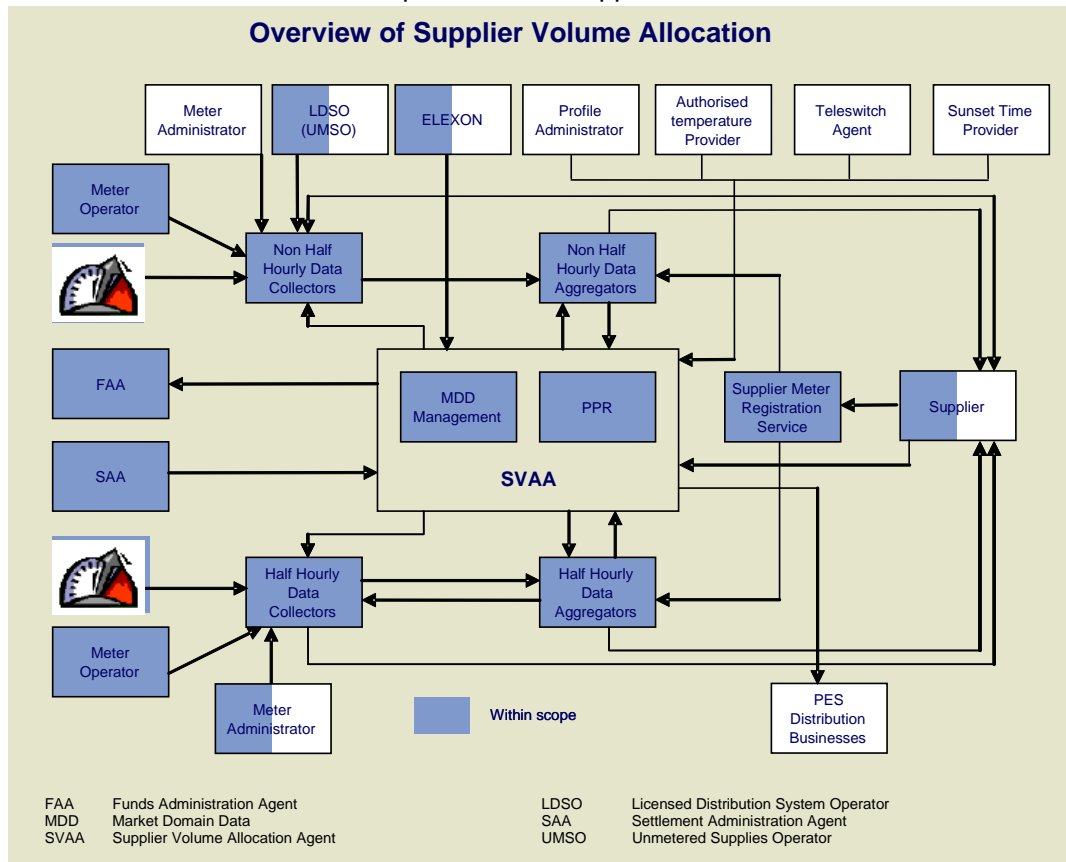 Overview of Supplier Volume Allocation
Meter
Administrator
LDSO
(UMSO)
ELEXON
Profile
Administrator
Authorised
temperature
Provider
Teleswitch
Agent
Sunset Time
Provider
Meter
Operator
Non Half
Hourly Data
Collectors
Non Half
Hourly Data
Aggregators
FAA
MDD
Management
PPR
Supplier Meter
Registration
Service
Supplier
SAA
SVAA
Half Hourly
Data
Collectors
Half Hourly
Data
Aggregators
Meter
Operator
Meter
Administrator
Within scope
PES
Distribution
Businesses
FAA Funds Administration Agent
MDD Market Domain Data
SVAA Supplier Volume Allocation Agent
LDSO Licensed Distribution System Operator
SAA Settlement Administration Agent
UMSO Unmetered Supplies Operator